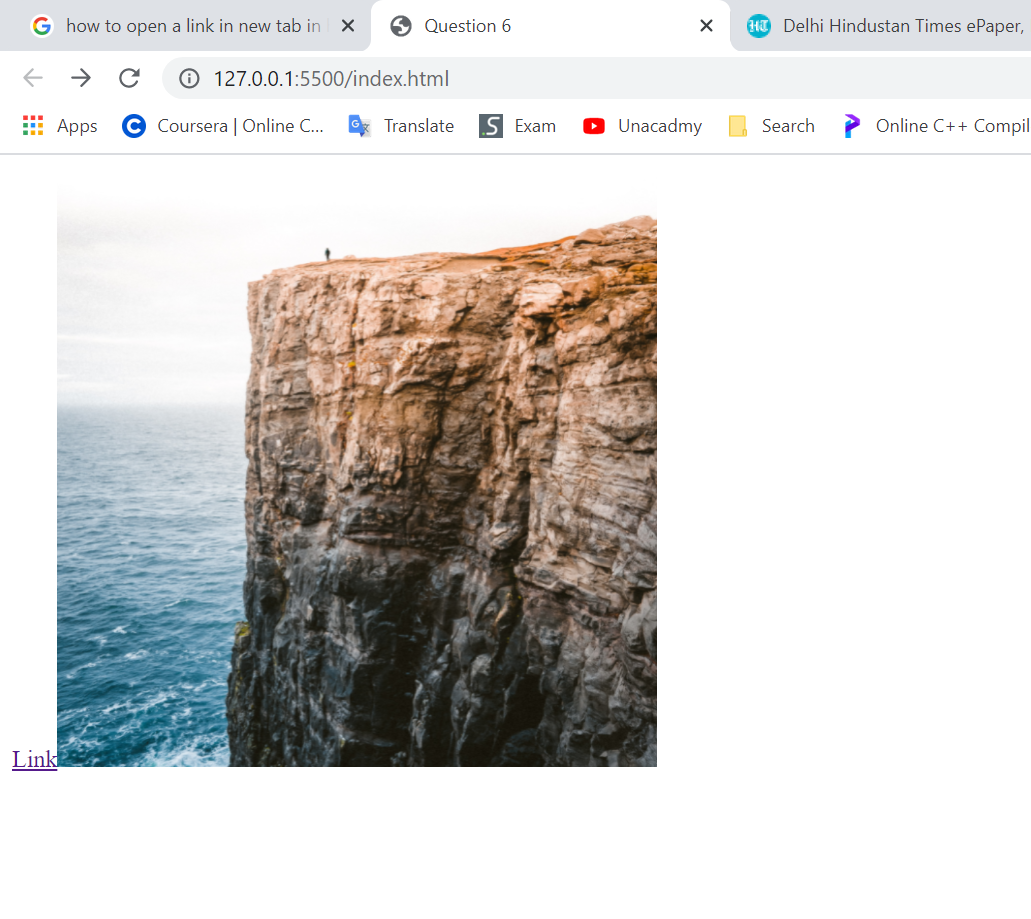 how to open a link in new tab in
Question 6
Delhi Hindustan Times ePaper,
127.0.0.1:5500/index.html
Apps
Coursera | Online C...
Translate
Exam
Unacadmy
Search
Online C++ Compil
Link